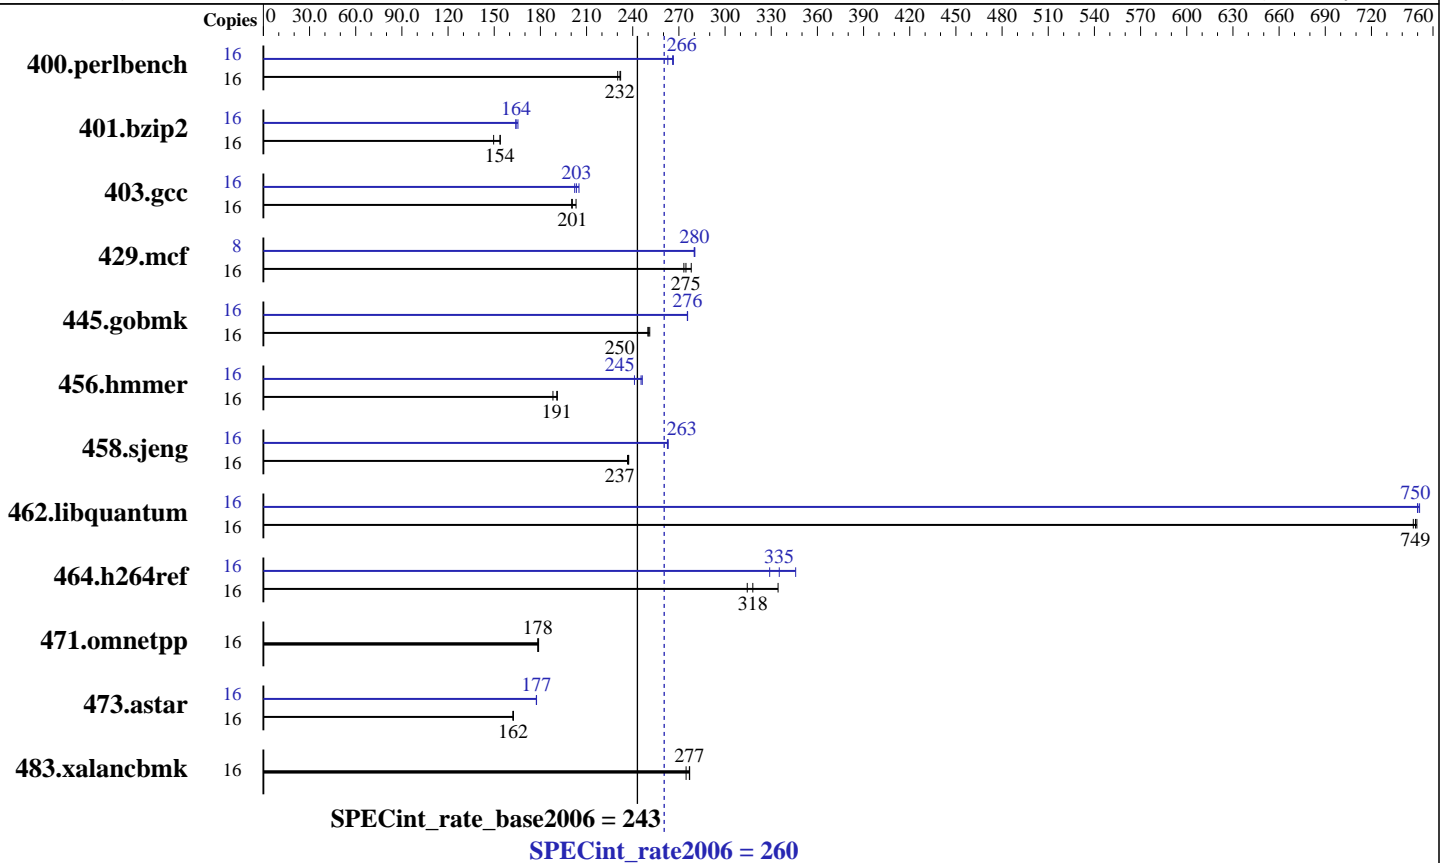 Copies 0 30.0 60.0 90.0 120 150 180 210 240 270 300 330 360 390 420 450 480 510 540 570 600 630 660 690 720 760
400.perlbench 16 266
16 232
401.bzip2 16 164
16 154
403.gcc 16 203
16 201
429.mcf 8 280
16 275
445.gobmk 16 276
16 250
456.hmmer 16 245
16 191
458.sjeng 16 263
16 237
462.libquantum 16 750
16 749
464.h264ref 16 335
16 318
471.omnetpp 16 178
473.astar 16 177
16 162
483.xalancbmk 16 277
SPECint_rate_base2006 = 243
SPECint_rate2006 = 260